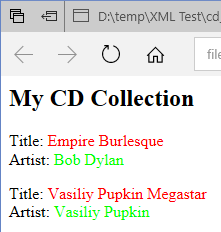 D:\temp\XML Test\cd_
file
My CD Collection
Title: Empire Burlesque
Artist: Bob Dylan
Title: Vasiliy Pupkin Megastar
Artist: Vasiliy Pupkin